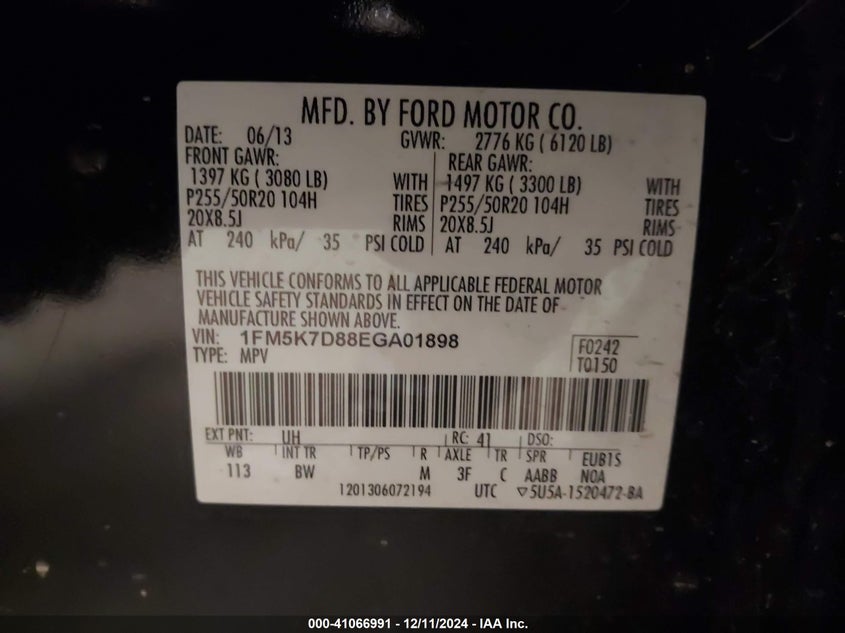 MFD. BY FORD MOTOR CO.
DATE: 06/13 GVWR: 2776 KG ( 6120 LB)
FRONT GAWR: REAR GAWR:
1397 KG ( 3080 LB) WITH 1497 KG ( 3300 LB) WITH
P255/50R20 104H TIRES P255/50R20 104H TIRES
20X8.5J RIMS 20X8.5J RIMS
AT 240 kPa/ 35 PSI COLD AT 240 kPa/ 35 PSI COLD
THIS VEHICLE CONFORMS TO ALL APPLICABLE FEDERAL MOTOR
VEHICLE SAFETY STANDARDS IN EFFECT ON THE DATE OF
MANUFACTURE SHOWN ABOVE.
VIN: 1FM5K7D88EGA01898 F0242
TYPE: MPV T0150
EXT PNT: UH RC: 41 DSO:
WB INT TR TP/PS R AXLE TR SPR EUB1S
113 BW M 3F C AABB NOA
1201306072194 UTC ▽5U5A-1520472-BA
000-41066991 - 12/11/2024 - IAA Inc.